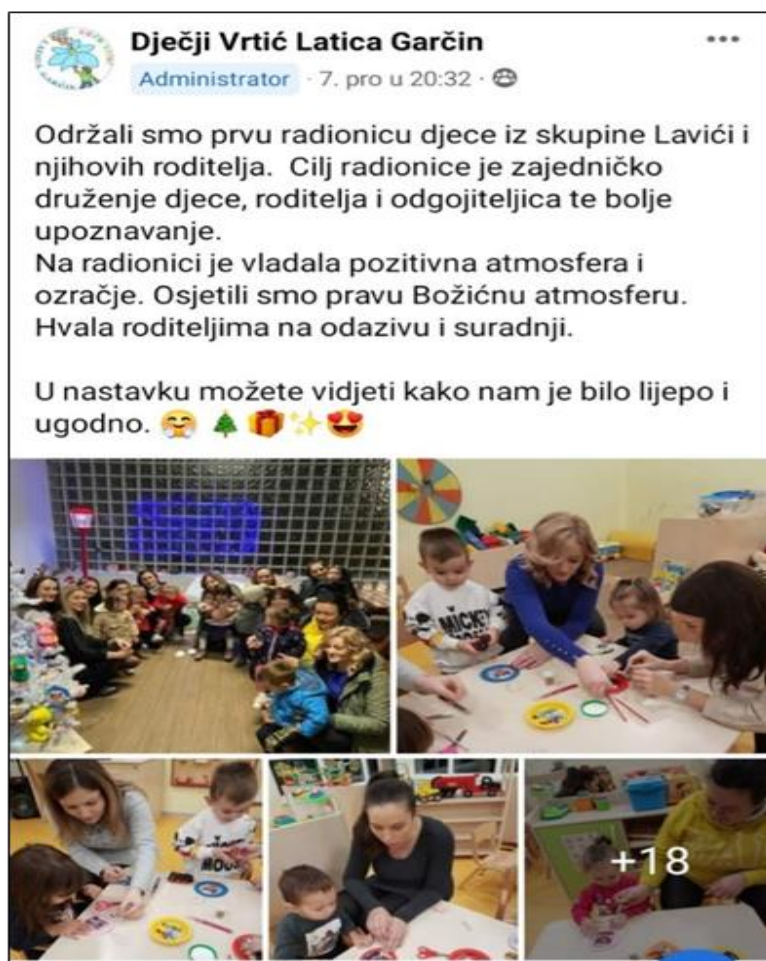 Dječji Vrtić Latica Garčin
Administrator · 7. pro u 20:32 ·
Održali smo prvu radionicu djece iz skupine Lavići i
njihovih roditelja. Cilj radionice je zajedničko
druženje djece, roditelja i odgojiteljica te bolje
upoznavanje.
Na radionici je vladala pozitivna atmosfera i
ozračje. Osjetili smo pravu Božićnu atmosferu.
Hvala roditeljima na odazivu i suradnji.
U nastavku možete vidjeti kako nam je bilo lijepo i
ugodno. 🤗 🎄🎁✨😍
MICKEY
+18